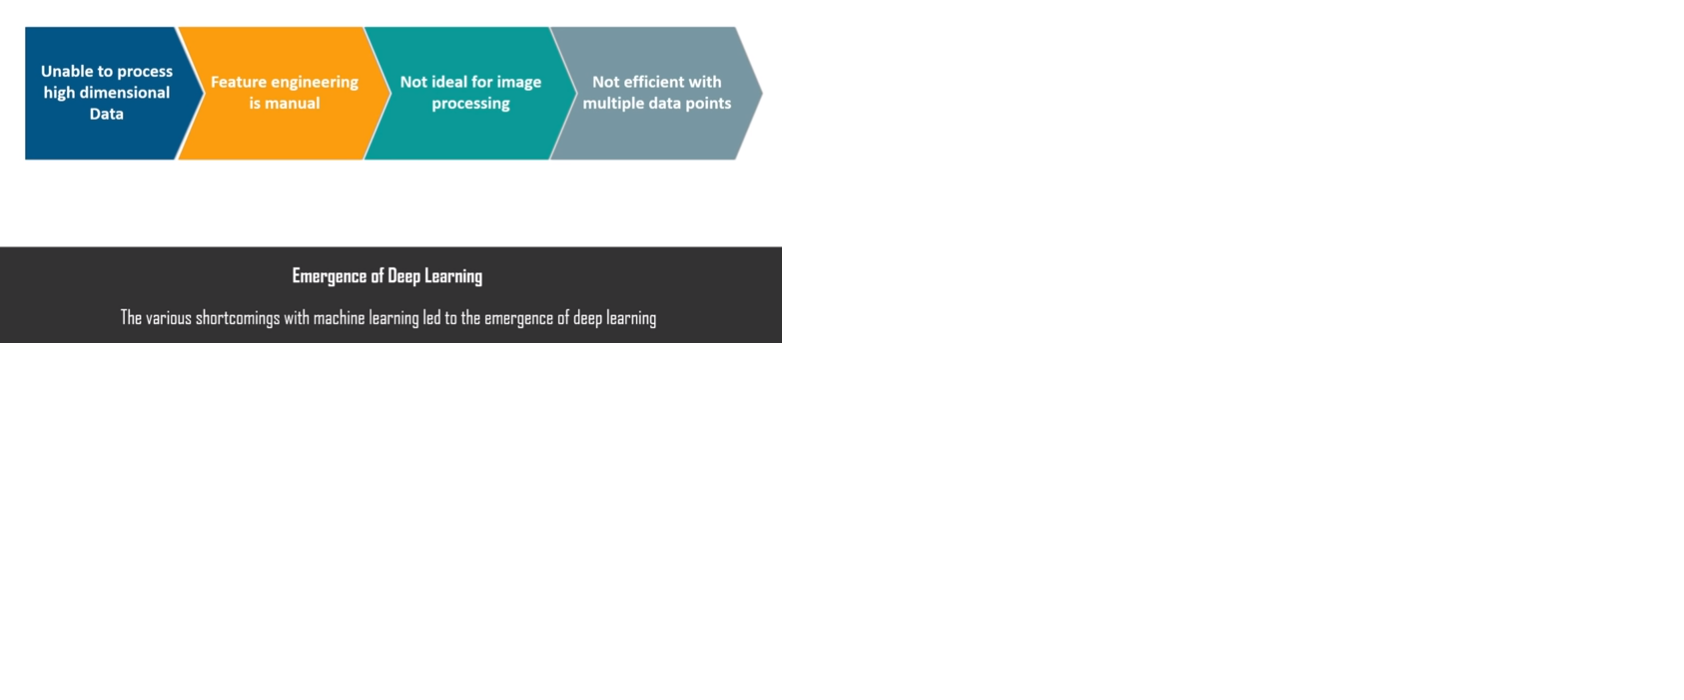 Unable to process
high dimensional
Data
Feature engineering
is manual
Not ideal for image
processing
Not efficient with
multiple data points
Emergence of Deep Learning
The various shortcomings with machine learning led to the emergence of deep learning